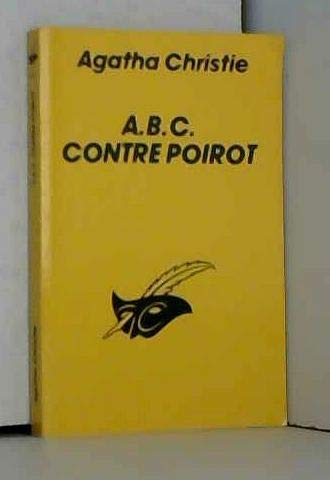 Agatha Christie
A.B.C.
CONTRE POIROT